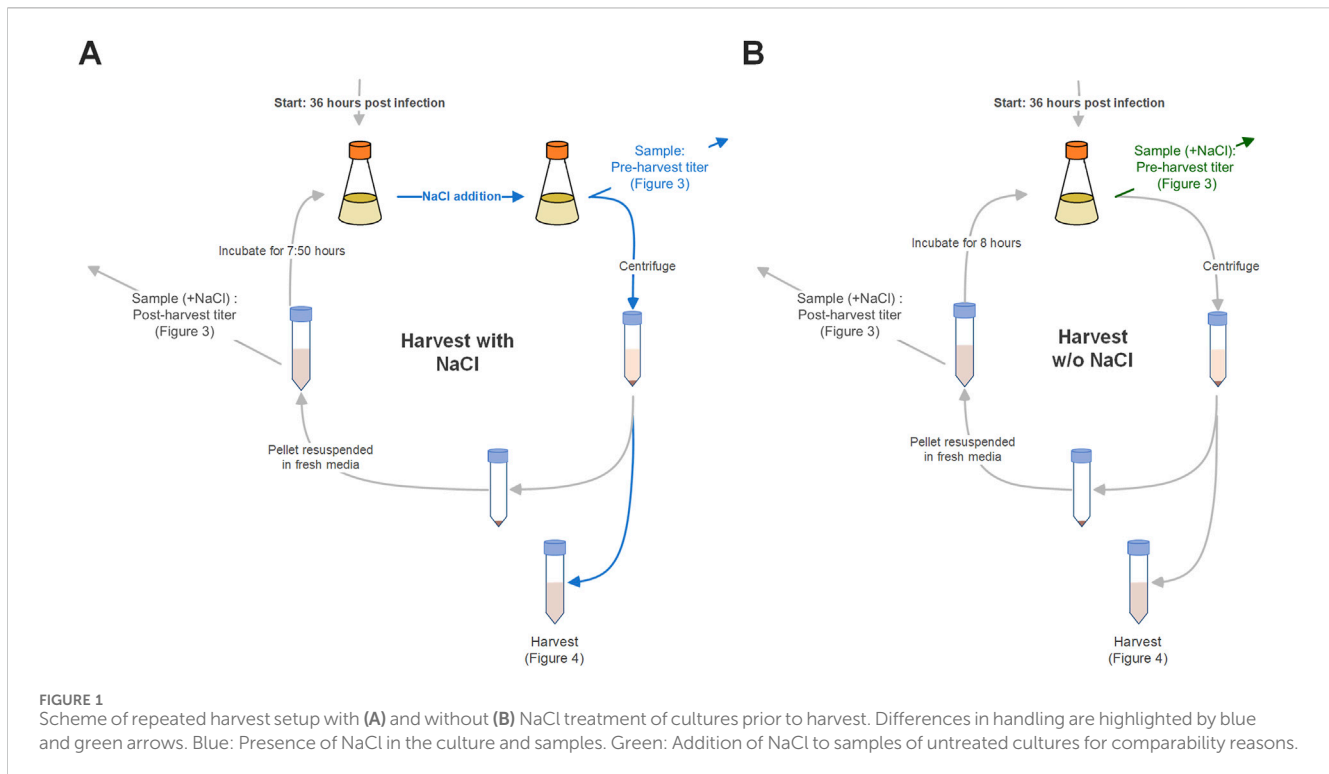 A
Start: 36 hours post infection
NaCl addition
Sample:
Pre-harvest titer
(Figure 3)
Incubate for 7:50 hours
Centrifuge
Sample (+NaCl) :
Post-harvest titer
(Figure 3)
Harvest with
NaCl
Pellet resuspended
in fresh media
Harvest
(Figure 4)
B
Start: 36 hours post infection
Sample (+NaCl):
Pre-harvest titer
(Figure 3)
Incubate for 8 hours
Centrifuge
Sample (+NaCl) :
Post-harvest titer
(Figure 3)
Harvest
w/o NaCl
Pellet resuspended
in fresh media
Harvest
(Figure 4)
FIGURE 1
Scheme of repeated harvest setup with (A) and without (B) NaCl treatment of cultures prior to harvest. Differences in handling are highlighted by blue
and green arrows. Blue: Presence of NaCl in the culture and samples. Green: Addition of NaCl to samples of untreated cultures for comparability reasons.